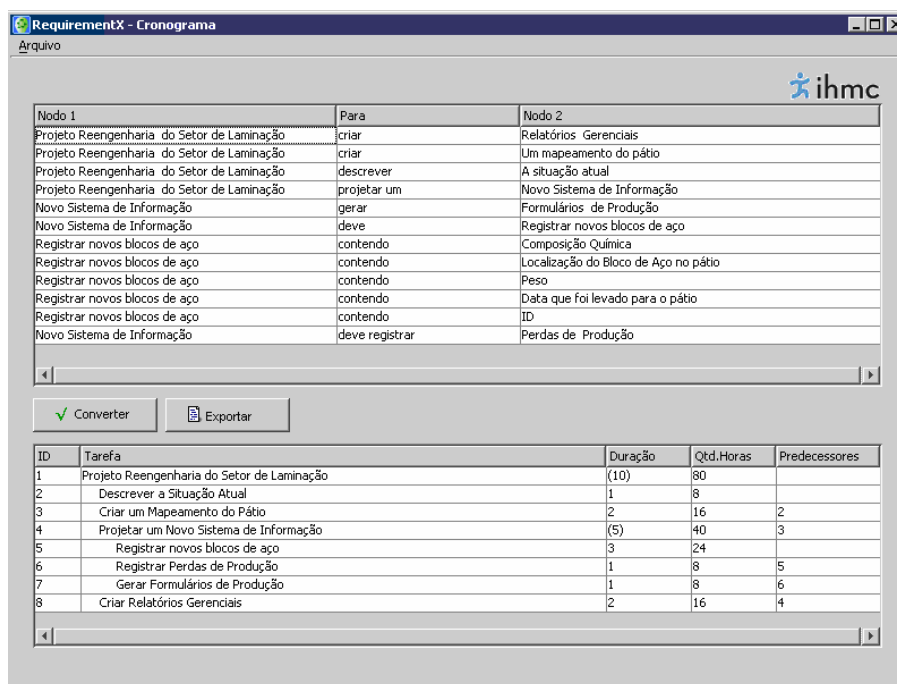 RequirementX - Cronograma
Arquivo
ihmc
Nodo 1 Para Nodo 2
Projeto Reengenharia do Setor de Laminação criar Relatórios Gerenciais
Projeto Reengenharia do Setor de Laminação criar Um mapeamento do pátio
Projeto Reengenharia do Setor de Laminação descrever A situação atual
Projeto Reengenharia do Setor de Laminação projetar um Novo Sistema de Informação
Novo Sistema de Informação gerar Formulários de Produção
Novo Sistema de Informação deve Registrar novos blocos de aço
Registrar novos blocos de aço contendo Composição Química
Registrar novos blocos de aço contendo Localização do Bloco de Aço no pátio
Registrar novos blocos de aço contendo Peso
Registrar novos blocos de aço contendo Data que foi levado para o pátio
Registrar novos blocos de aço contendo ID
Novo Sistema de Informação deve registrar Perdas de Produção
Converter Exportar
ID Tarefa Duração Qtd.Horas Predecessores
1 Projeto Reengenharia do Setor de Laminação (10) 80
2 Descrever a Situação Atual 1 8
3 Criar um Mapeamento do Pátio 2 16 2
4 Projetar um Novo Sistema de Informação (5) 40 3
5 Registrar novos blocos de aço 3 24
6 Registrar Perdas de Produção 1 8 5
7 Gerar Formulários de Produção 1 8 6
8 Criar Relatórios Gerenciais 2 16 4